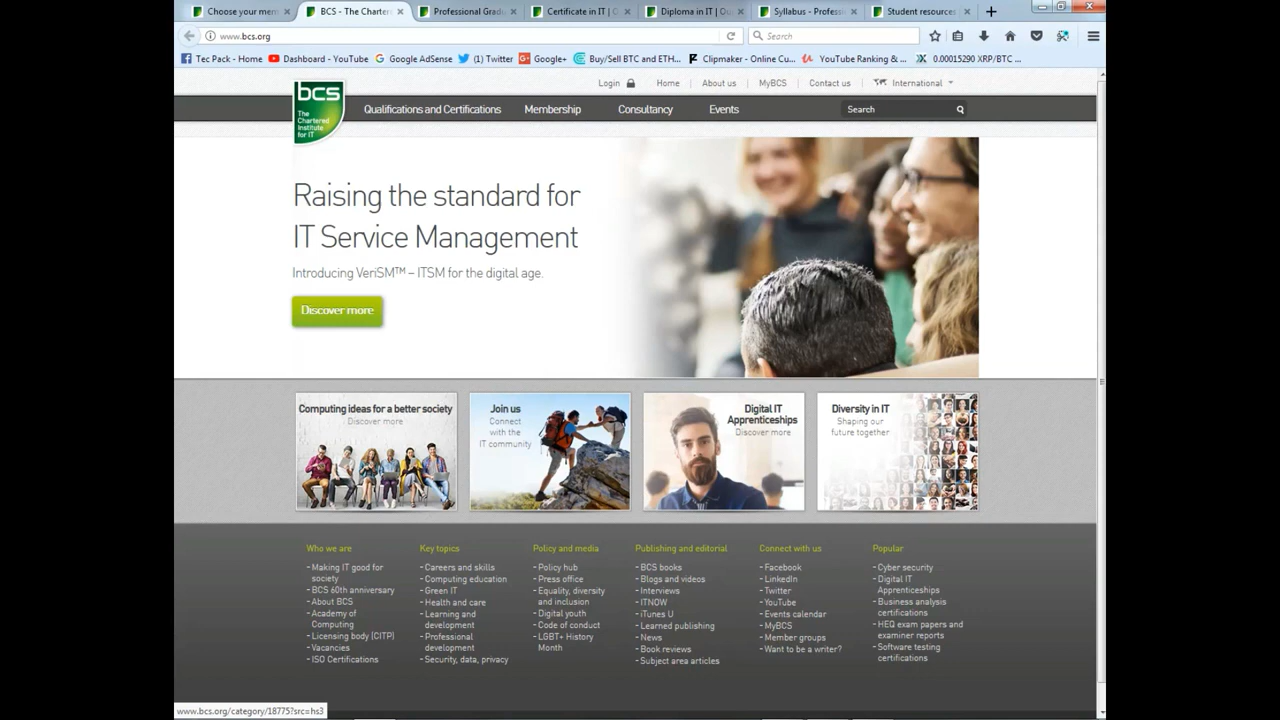 Choose your mem
BCS - The Charter
Professional Grad
Certificate in IT | C
Diploma in IT | Ou
Syllabus - Professi
Student resources
www.bcs.org
Search
Tec Pack - Home
Dashboard - YouTube
Google AdSense
(1) Twitter
Google+
Buy/Sell BTC and ETH...
Clipmaker - Online Cu...
YouTube Ranking & ...
0.00015290 XRP/BTC ...
Login
Home
About us
MyBCS
Contact us
International
bcs
The
Chartered
Institute
for IT
Qualifications and Certifications
Membership
Consultancy
Events
Search
Raising the standard for
IT Service Management
Introducing VeriSM™ – ITSM for the digital age.
Discover more
Computing ideas for a better society
Discover more
Join us
Connect
with the
IT community
Digital IT
Apprenticeships
Discover more
Diversity in IT
Shaping our
future together
Who we are
- Making IT good for
society
- BCS 60th anniversary
- About BCS
- Academy of
Computing
- Licensing body (CITP)
- Vacancies
- ISO Certifications
Key topics
- Careers and skills
- Computing education
- Green IT
- Health and care
- Learning and
development
- Professional
development
- Security, data, privacy
Policy and media
- Policy hub
- Press office
- Equality, diversity
and inclusion
- Digital youth
- Code of conduct
- LGBT+ History
Month
Publishing and editorial
- BCS books
- Blogs and videos
- Interviews
- ITNOW
- iTunes U
- Learned publishing
- News
- Book reviews
- Subject area articles
Connect with us
- Facebook
- LinkedIn
- Twitter
- YouTube
- Events calendar
- MyBCS
- Member groups
- Want to be a writer?
Popular
- Cyber security
- Digital IT
Apprenticeships
- Business analysis
certifications
- HEQ exam papers and
examiner reports
- Software testing
certifications
www.bcs.org/category/18775?src=hs3